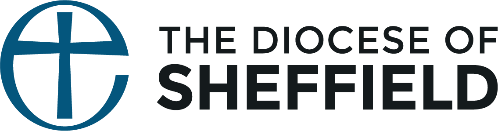 THE DIOCESE OF
SHEFFIELD